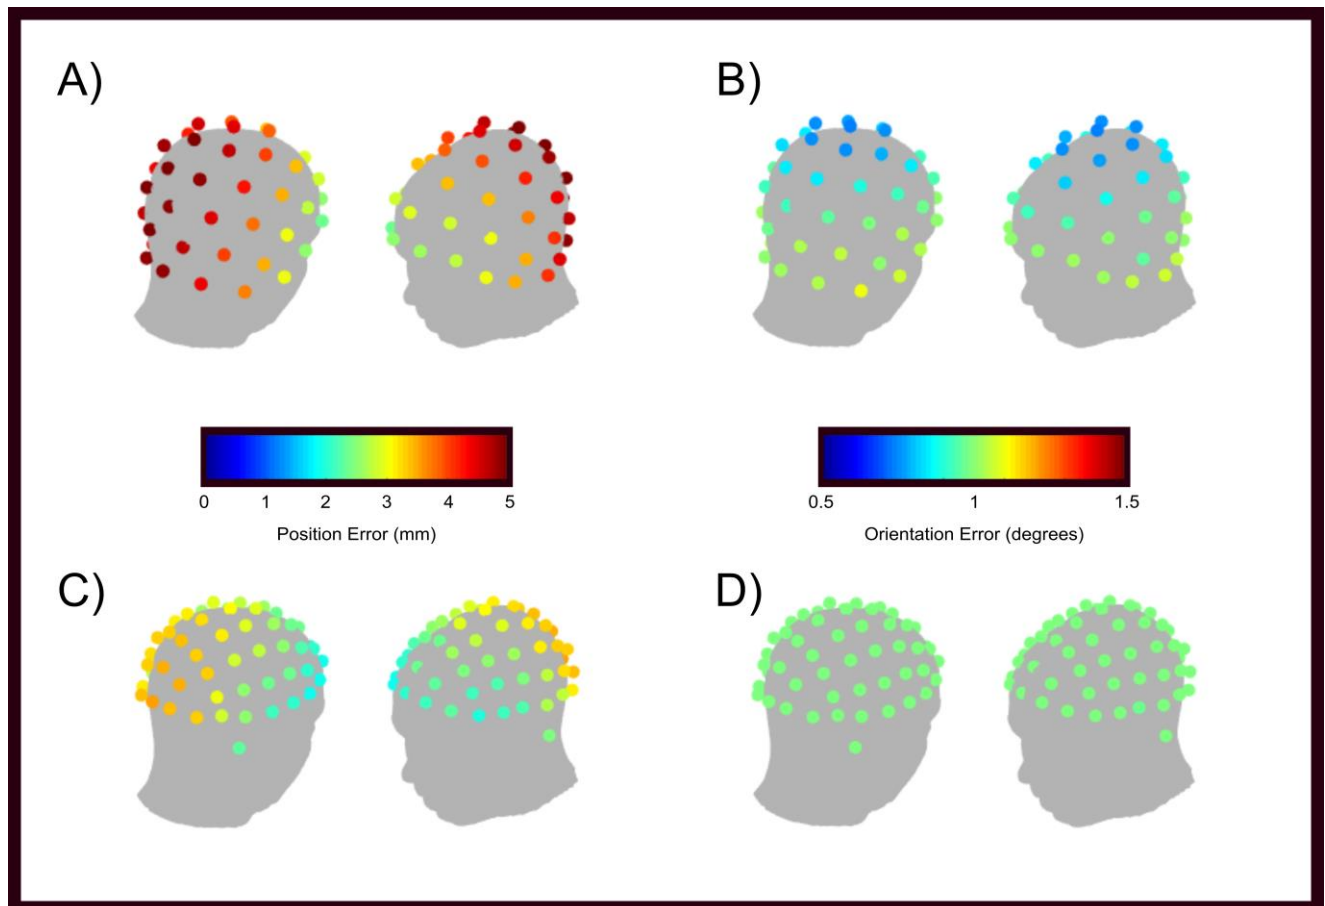 A)
B)
0 1 2 3 4 5
Position Error (mm)
0.5 1 1.5
Orientation Error (degrees)
C)
D)